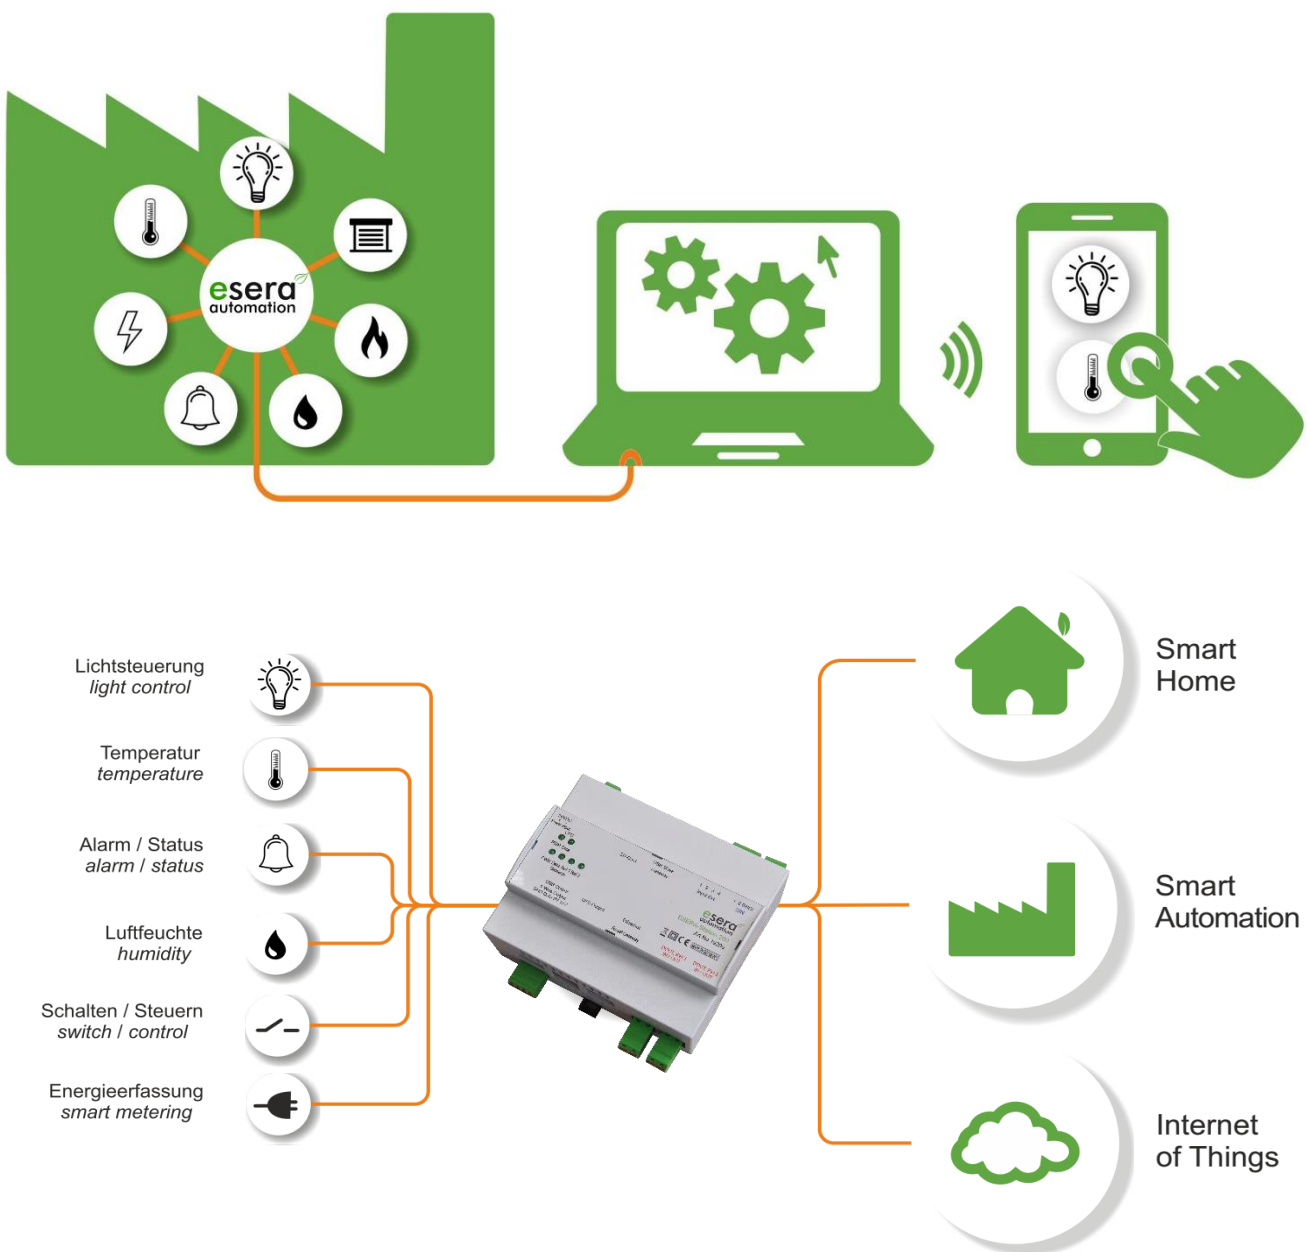 esera
automation
Lichtsteuerung
light control
Temperatur
temperature
Alarm / Status
alarm / status
Luftfeuchte
humidity
Schalten / Steuern
switch / control
Energieerfassung
smart metering
esera
automation
Smart
Home
Smart
Automation
Internet
of Things